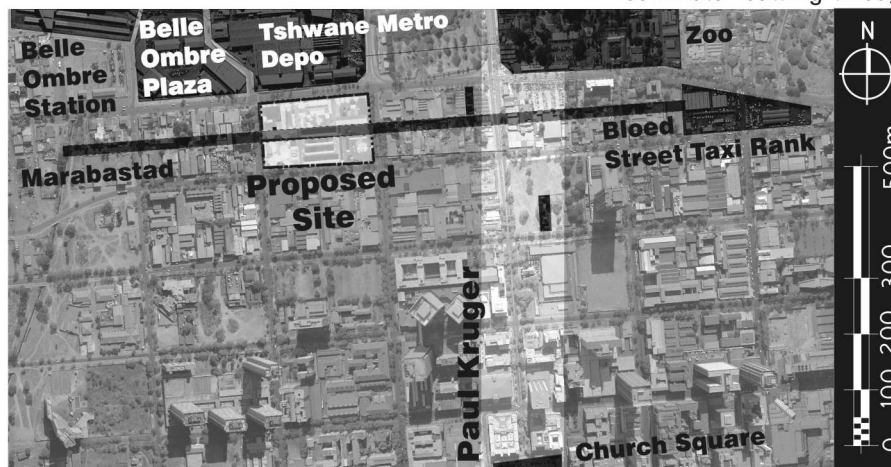 Belle
Ombre
Station
Belle
Ombre
Plaza
Tshwane Metro
Depo
Zoo
N
Marabastad
Proposed
Site
Bloed
Street Taxi Rank
Paul Kruger
Church Square
500m
300
200
100
0